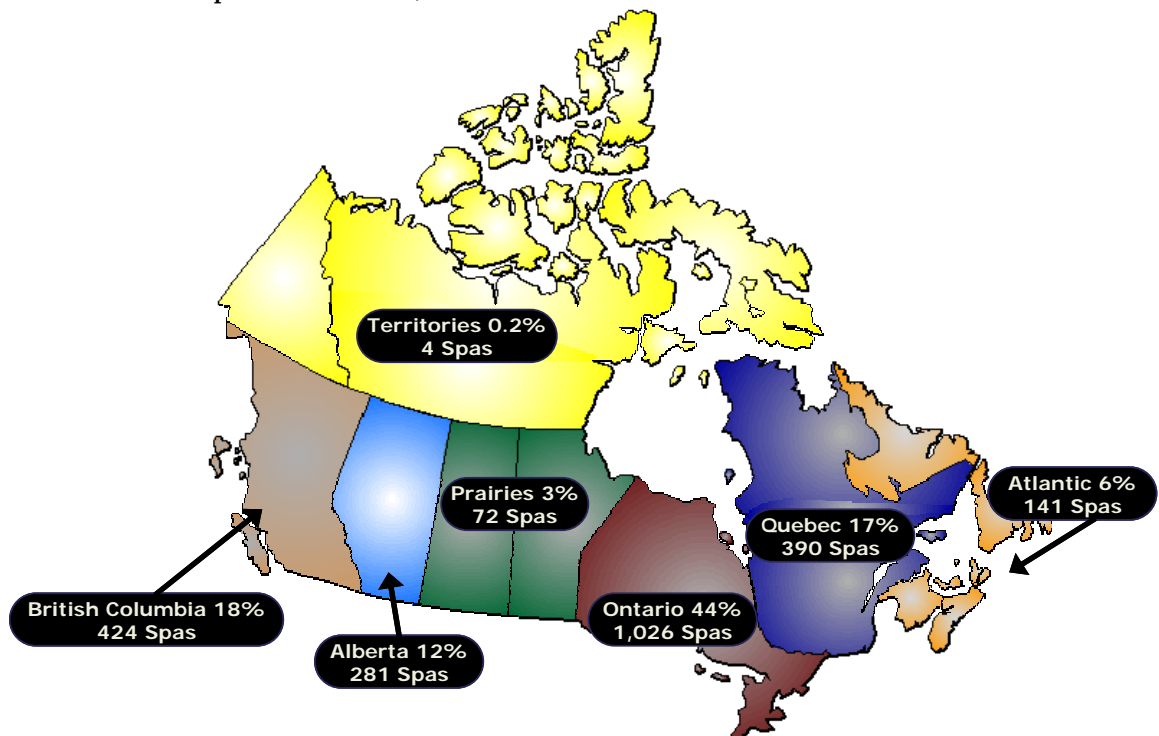 Territories 0.2%
4 Spas
Prairies 3%
72 Spas
Atlantic 6%
141 Spas
Quebec 17%
390 Spas
British Columbia 18%
424 Spas
Ontario 44%
1,026 Spas
Alberta 12%
281 Spas